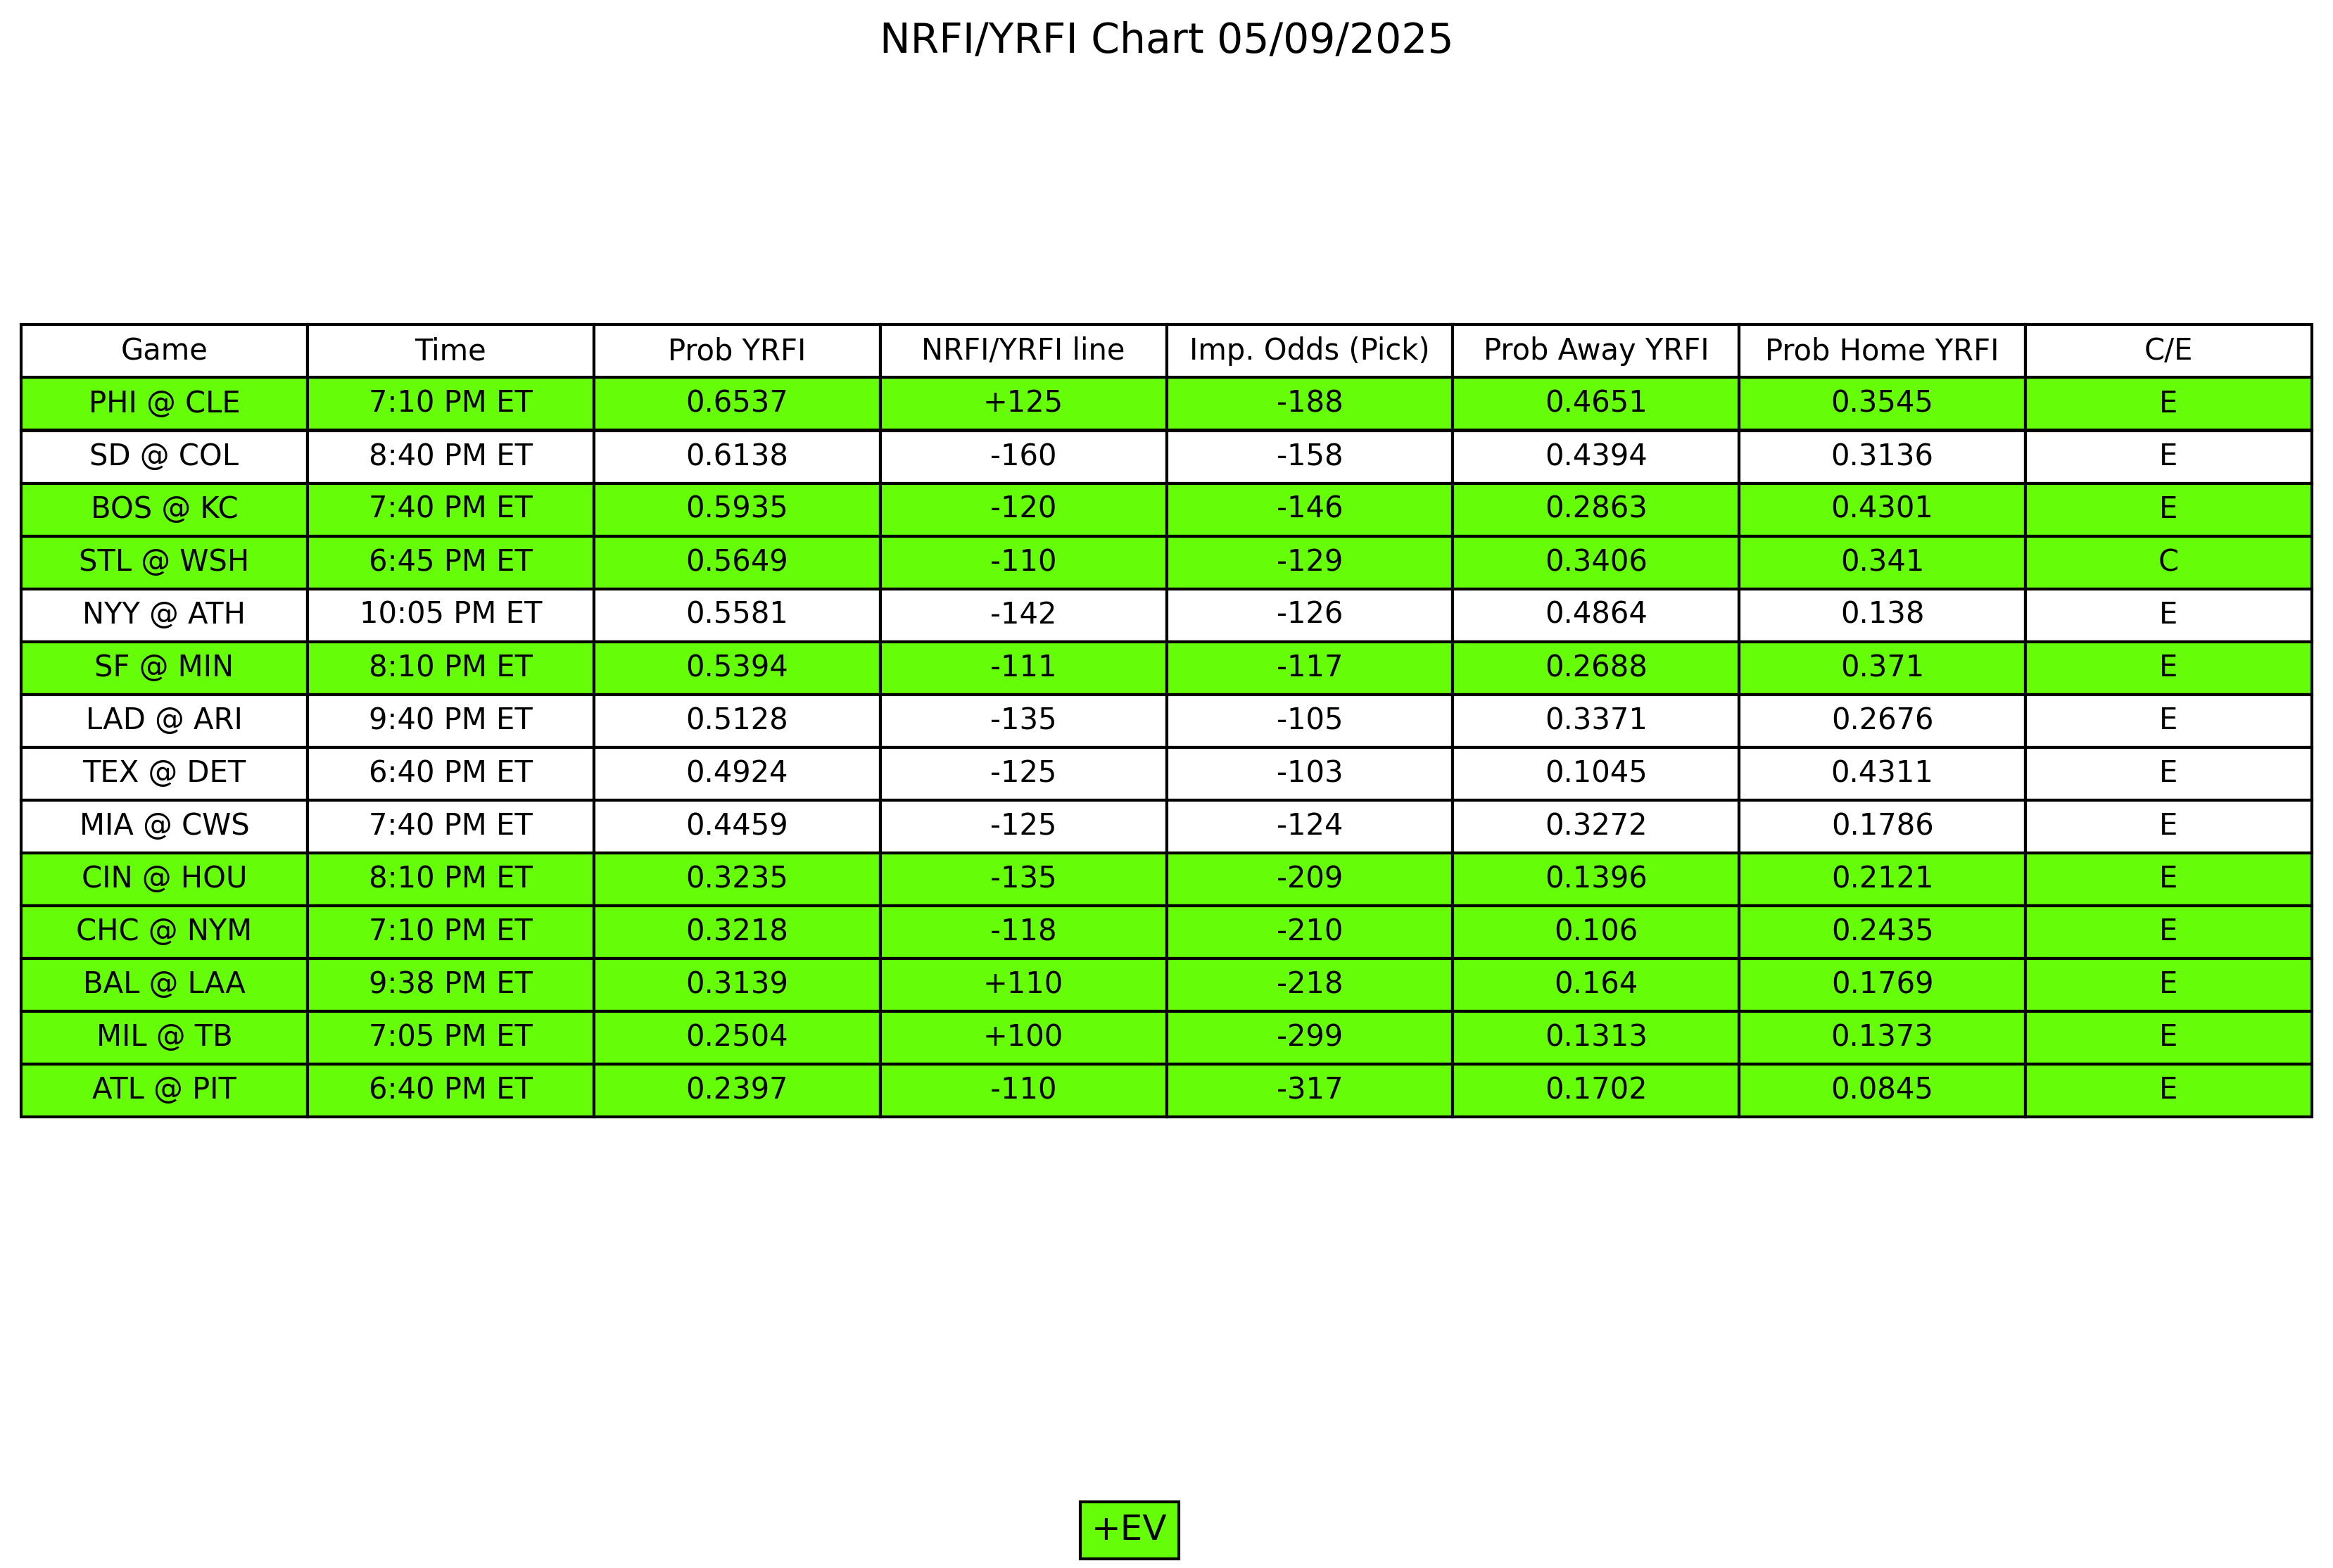 NRFI/YRFI Chart 05/09/2025
Game Time Prob YRFI NRFI/YRFI line Imp. Odds (Pick) Prob Away YRFI Prob Home YRFI C/E
PHI @ CLE 7:10 PM ET 0.6537 +125 -188 0.4651 0.3545 E
SD @ COL 8:40 PM ET 0.6138 -160 -158 0.4394 0.3136 E
BOS @ KC 7:40 PM ET 0.5935 -120 -146 0.2863 0.4301 E
STL @ WSH 6:45 PM ET 0.5649 -110 -129 0.3406 0.341 C
NYY @ ATH 10:05 PM ET 0.5581 -142 -126 0.4864 0.138 E
SF @ MIN 8:10 PM ET 0.5394 -111 -117 0.2688 0.371 E
LAD @ ARI 9:40 PM ET 0.5128 -135 -105 0.3371 0.2676 E
TEX @ DET 6:40 PM ET 0.4924 -125 -103 0.1045 0.4311 E
MIA @ CWS 7:40 PM ET 0.4459 -125 -124 0.3272 0.1786 E
CIN @ HOU 8:10 PM ET 0.3235 -135 -209 0.1396 0.2121 E
CHC @ NYM 7:10 PM ET 0.3218 -118 -210 0.106 0.2435 E
BAL @ LAA 9:38 PM ET 0.3139 +110 -218 0.164 0.1769 E
MIL @ TB 7:05 PM ET 0.2504 +100 -299 0.1313 0.1373 E
ATL @ PIT 6:40 PM ET 0.2397 -110 -317 0.1702 0.0845 E
+EV